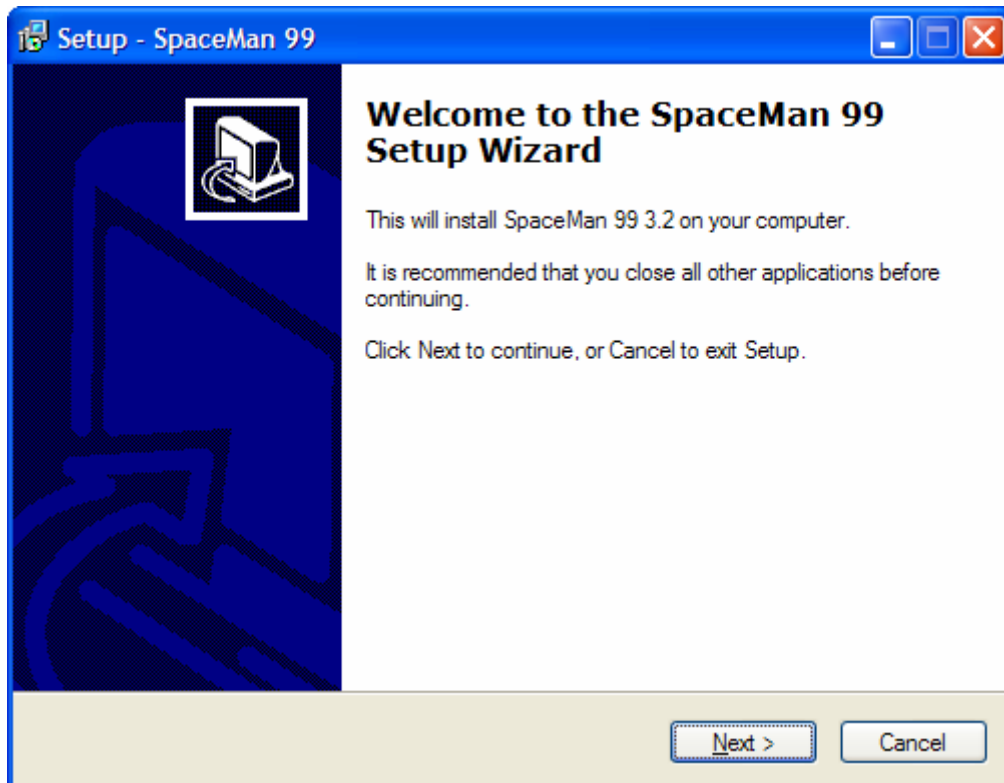 Setup - SpaceMan 99
Welcome to the SpaceMan 99
Setup Wizard
This will install SpaceMan 99 3.2 on your computer.
It is recommended that you close all other applications before
continuing.
Click Next to continue, or Cancel to exit Setup.
Next >
Cancel